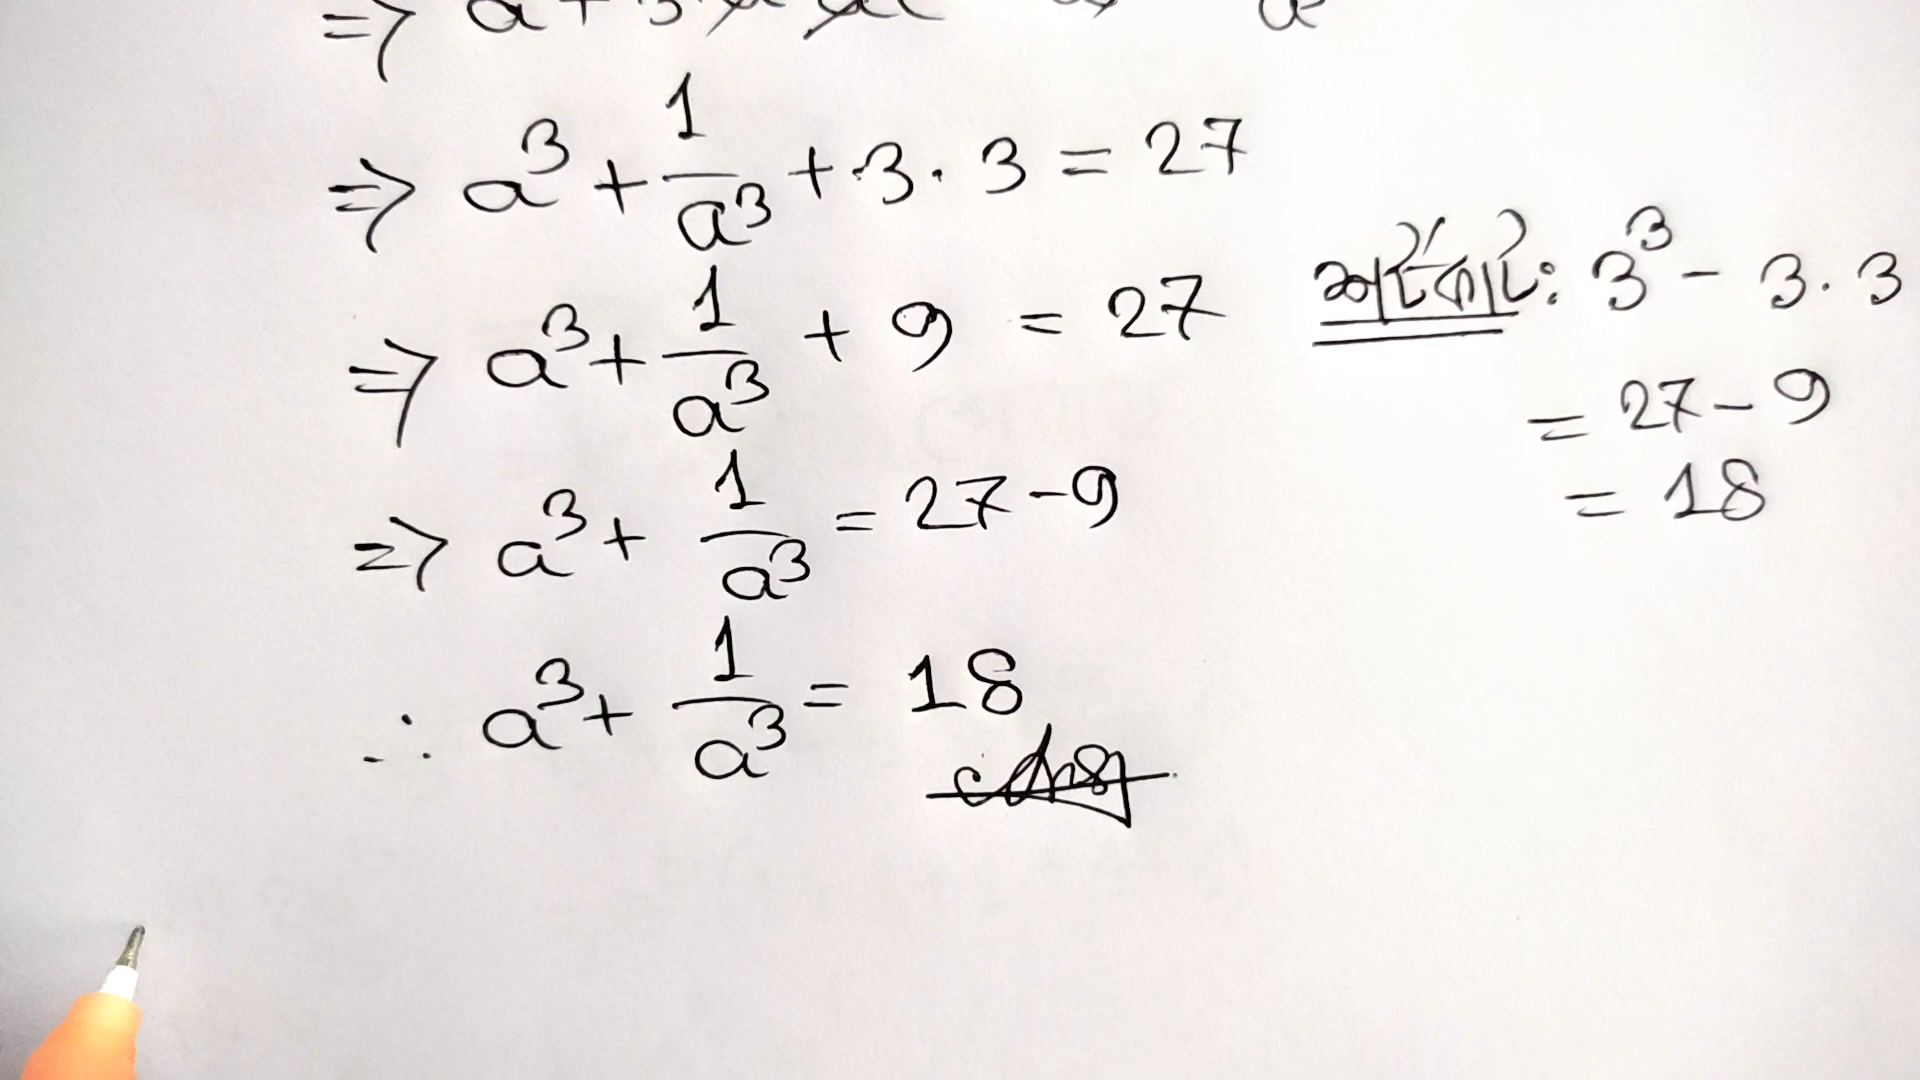 ⇒ a³ + 1/a³ + 3 · 3 = 27
⇒ a³ + 1/a³ + 9 = 27
⇒ a³ + 1/a³ = 27 - 9
∴ a³ + 1/a³ = 18
Ans
শর্টকাট: 3³ - 3 · 3
= 27 - 9
= 18